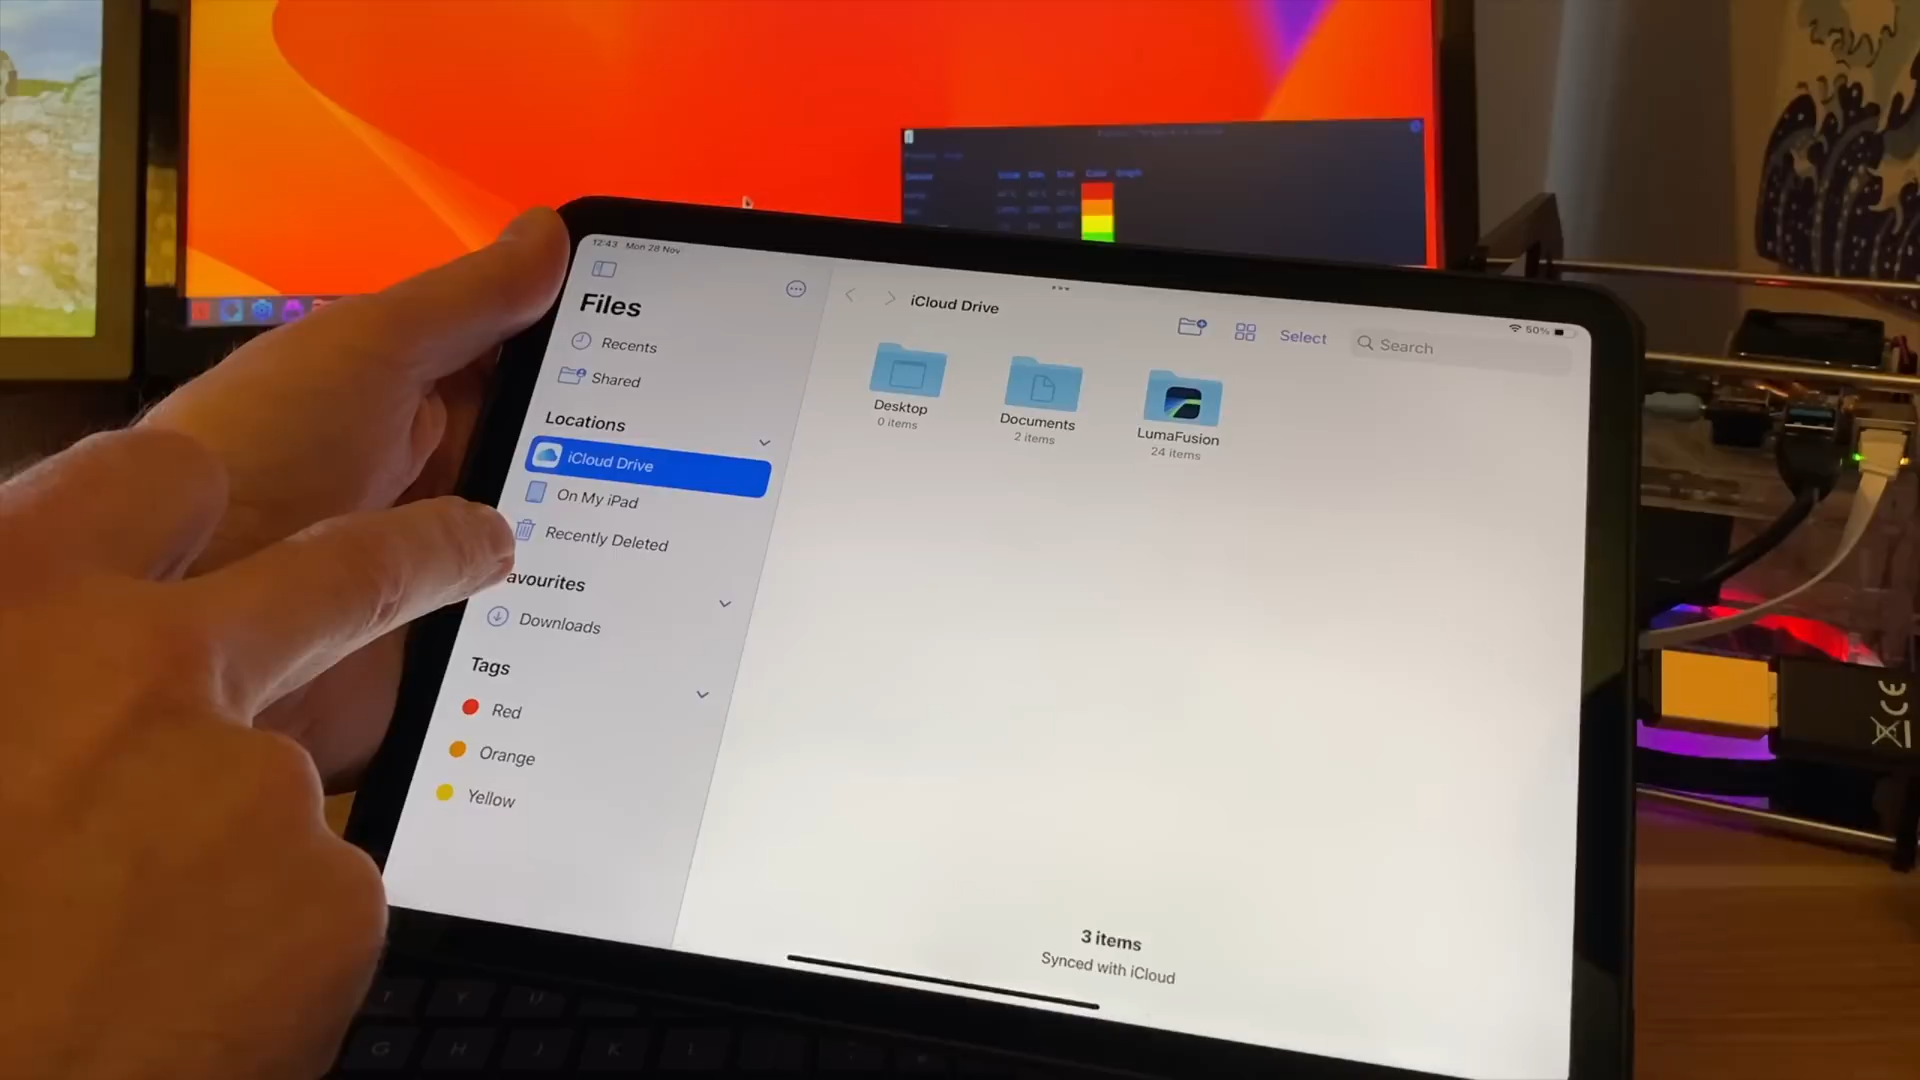 12:43 Mon 28 Nov
50%
Files
Recents
Shared
Locations
iCloud Drive
On My iPad
Recently Deleted
avourites
Downloads
Tags
Red
Orange
Yellow
iCloud Drive
Select
Search
Desktop
0 items
Documents
2 items
LumaFusion
24 items
3 items
Synced with iCloud
Color
Y U
G H J K L
CE